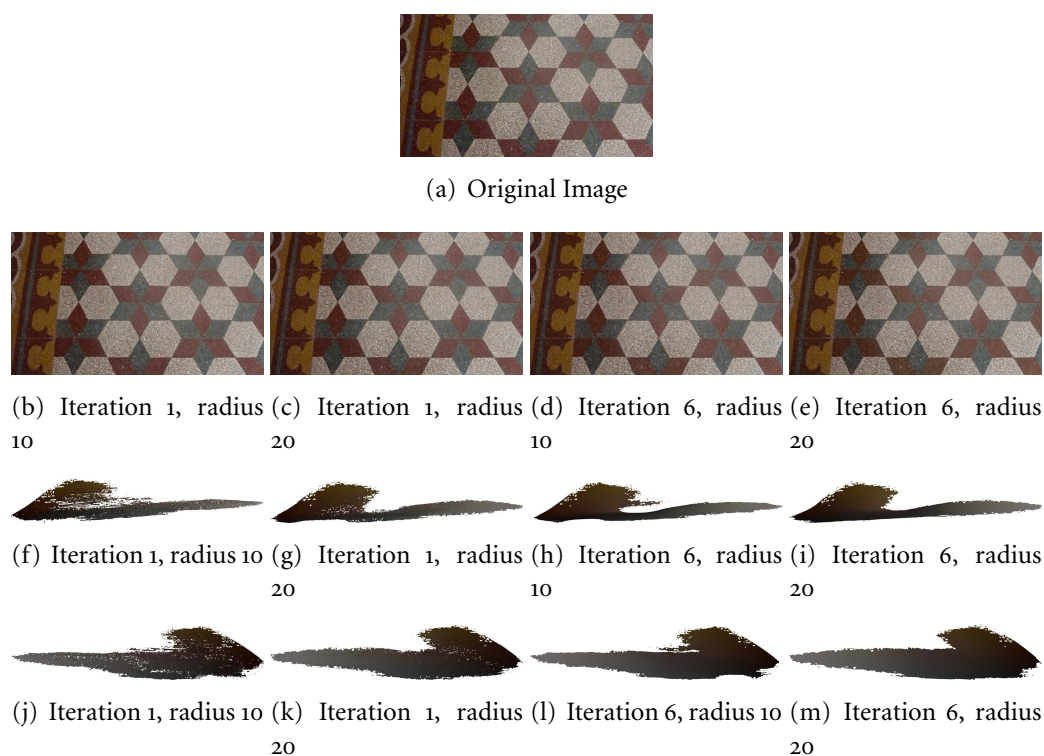 (a) Original Image
(b) Iteration 1, radius 10
(c) Iteration 1, radius 20
(d) Iteration 6, radius 10
(e) Iteration 6, radius 20
(f) Iteration 1, radius 10
(g) Iteration 1, radius 20
(h) Iteration 6, radius 10
(i) Iteration 6, radius 20
(j) Iteration 1, radius 10
(k) Iteration 1, radius 20
(l) Iteration 6, radius 10
(m) Iteration 6, radius 20